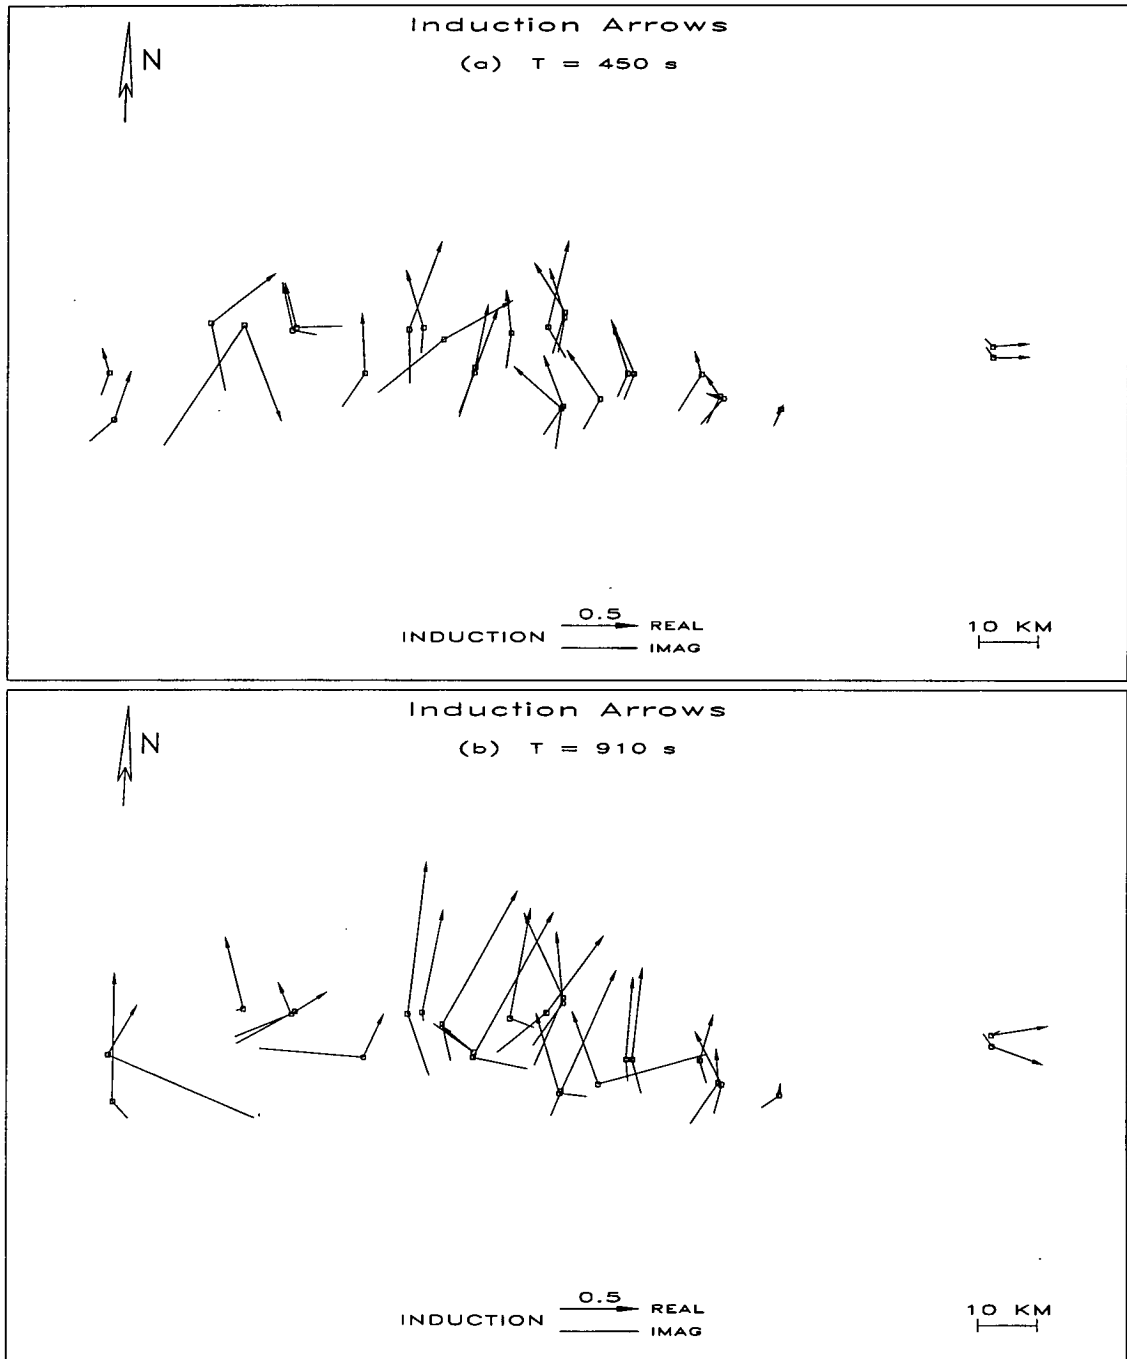 Induction Arrows
(a) T = 450 s
N
0.5
INDUCTION REAL
IMAG
10 KM
Induction Arrows
(b) T = 910 s
N
0.5
INDUCTION REAL
IMAG
10 KM